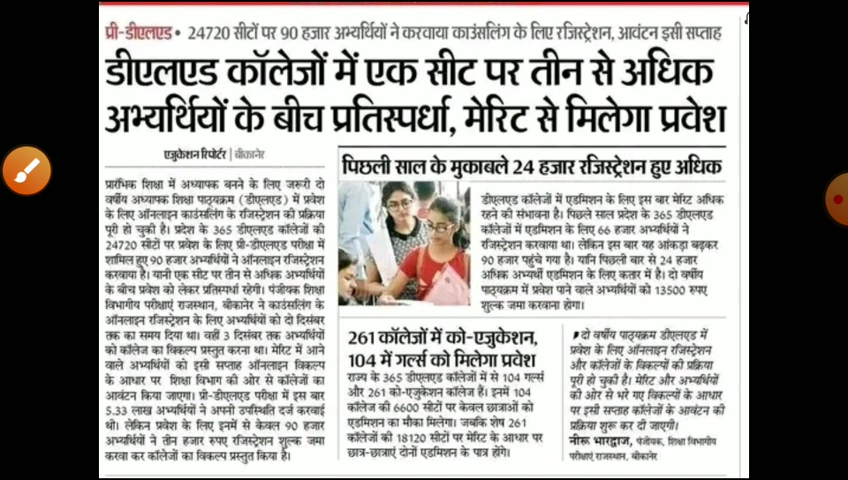 प्री-डीएलएड • 24720 सीटों पर 90 हजार अभ्यर्थियों ने करवाया काउंसलिंग के लिए रजिस्ट्रेशन, आवंटन इसी सप्ताह
डीएलएड कॉलेजों में एक सीट पर तीन से अधिक
अभ्यर्थियों के बीच प्रतिस्पर्धा, मेरिट से मिलेगा प्रवेश
एजुकेशन रिपोर्टर | बीकानेर
प्रारंभिक शिक्षा में अध्यापक बनने के लिए जरूरी दो
वर्षीय अध्यापक शिक्षा पाठ्यक्रम (डीएलएड) में प्रवेश
के लिए ऑनलाइन काउंसलिंग के रजिस्ट्रेशन की प्रक्रिया
पूरी हो चुकी है। प्रदेश के 365 डीएलएड कॉलेजों की
24720 सीटों पर प्रवेश के लिए प्री-डीएलएड परीक्षा में
शामिल हुए 90 हजार अभ्यर्थियों ने ऑनलाइन रजिस्ट्रेशन
करवाया है। यानी एक सीट पर तीन से अधिक अभ्यर्थियों
के बीच प्रवेश को लेकर प्रतिस्पर्धा रहेगी। पंजीयक शिक्षा
विभागीय परीक्षाएं राजस्थान, बीकानेर ने काउंसलिंग के
ऑनलाइन रजिस्ट्रेशन के लिए अभ्यर्थियों को दो दिसंबर
तक का समय दिया था। वहीं 3 दिसंबर तक अभ्यर्थियों
को कॉलेज का विकल्प प्रस्तुत करना था। मेरिट में आने
वाले अभ्यर्थियों को इसी सप्ताह ऑनलाइन विकल्प
के आधार पर शिक्षा विभाग की ओर से कॉलेजों का
आवंटन किया जाएगा। प्री-डीएलएड परीक्षा में इस बार
5.33 लाख अभ्यर्थियों ने अपनी उपस्थिति दर्ज करवाई
थी। लेकिन प्रवेश के लिए इनमें से केवल 90 हजार
अभ्यर्थियों ने तीन हजार रुपए रजिस्ट्रेशन शुल्क जमा
करवा कर कॉलेजों का विकल्प प्रस्तुत किया है।
पिछली साल के मुकाबले 24 हजार रजिस्ट्रेशन हुए अधिक
डीएलएड कॉलेजों में एडमिशन के लिए इस बार मेरिट अधिक
रहने की संभावना है। पिछले साल प्रदेश के 365 डीएलएड
कॉलेजों में एडमिशन के लिए 66 हजार अभ्यर्थियों ने
रजिस्ट्रेशन करवाया था। लेकिन इस बार यह आंकड़ा बढ़कर
90 हजार पहुंचे गया है। यानि पिछली बार से 24 हजार
अधिक अभ्यर्थी एडमिशन के लिए कतार में है। दो वर्षीय
पाठ्यक्रम में प्रवेश पाने वाले अभ्यर्थियों को 13500 रुपए
शुल्क जमा करवाना होगा।
261 कॉलेजों में को-एजुकेशन,
104 में गर्ल्स को मिलेगा प्रवेश
राज्य के 365 डीएलएड कॉलेजों में से 104 गर्ल्स
और 261 को-एजुकेशन कॉलेज हैं। इनमें 104
कॉलेज की 6600 सीटों पर केवल छात्राओं को
एडमिशन का मौका मिलेगा। जबकि शेष 261
कॉलेजों की 18120 सीटों पर मेरिट के आधार पर
छात्र-छात्राएं दोनों एडमिशन के पात्र होंगे।
दो वर्षीय पाठ्यक्रम डीएलएड में
प्रवेश के लिए ऑनलाइन रजिस्ट्रेशन
और कॉलेजों के विकल्पों की प्रक्रिया
पूरी हो चुकी है। मेरिट और अभ्यर्थियों
की ओर से भरे गए विकल्पों के आधार
पर इसी सप्ताह कॉलेजों के आवंटन की
प्रक्रिया शुरू कर दी जाएगी।
नीरू भारद्वाज, पंजीयक, शिक्षा विभागीय
परीक्षाएं राजस्थान, बीकानेर